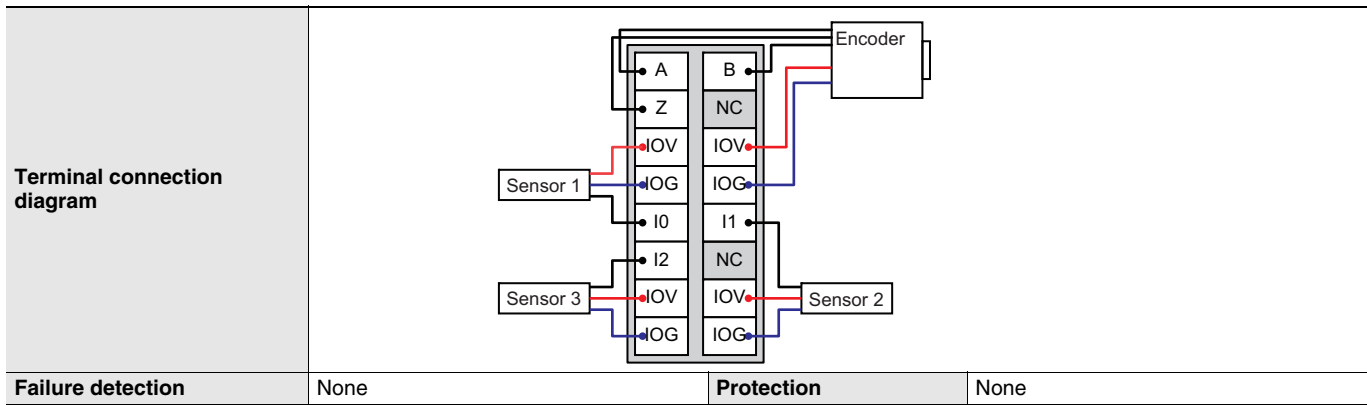 Terminal connection
diagram
Encoder
A B
Z NC
IOV IOV
Sensor 1
IOG IOG
I0 I1
I2 NC
Sensor 3
IOV IOV
Sensor 2
IOG IOG
Failure detection None Protection None